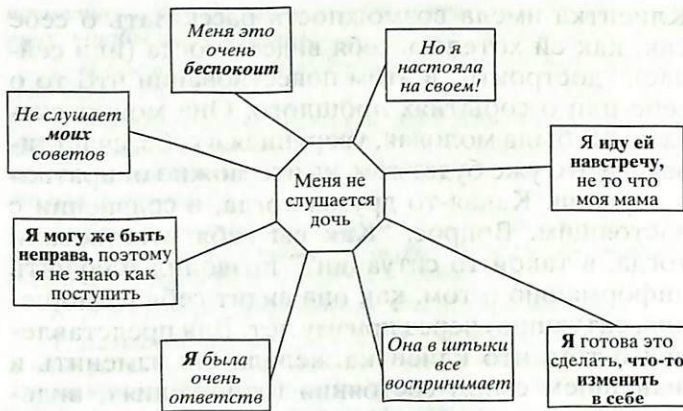 Меня это
очень
беспокоит
Но я
настояла
на своем!
Не слушает
моих
советов
Меня не
слушается
дочь
Я иду ей
навстречу,
не то что
моя мама
Я могу же быть
неправа, поэтому
и не знаю как
поступить
Я была
очень
ответств
Она в штыки
все
воспринимает
Я готова это
сделать, что-то
изменить
в себе